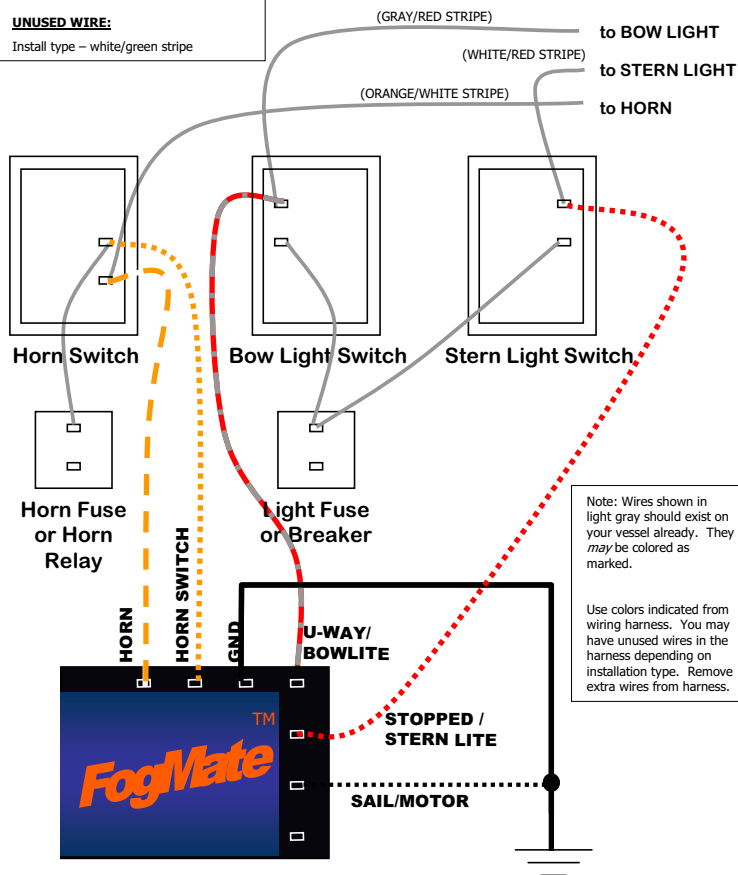 UNUSED WIRE:
Install type – white/green stripe
(GRAY/RED STRIPE)
to BOW LIGHT
(WHITE/RED STRIPE)
to STERN LIGHT
(ORANGE/WHITE STRIPE)
to HORN
Horn Switch
Bow Light Switch
Stern Light Switch
Horn Fuse
or Horn
Relay
Light Fuse
or Breaker
Note: Wires shown in
light gray should exist on
your vessel already. They
may be colored as
marked.
Use colors indicated from
wiring harness. You may
have unused wires in the
harness depending on
installation type. Remove
extra wires from harness.
HORN
HORN SWITCH
GND
U-WAY/
BOWLITE
STOPPED /
STERN LITE
SAIL/MOTOR
FogMate
TM